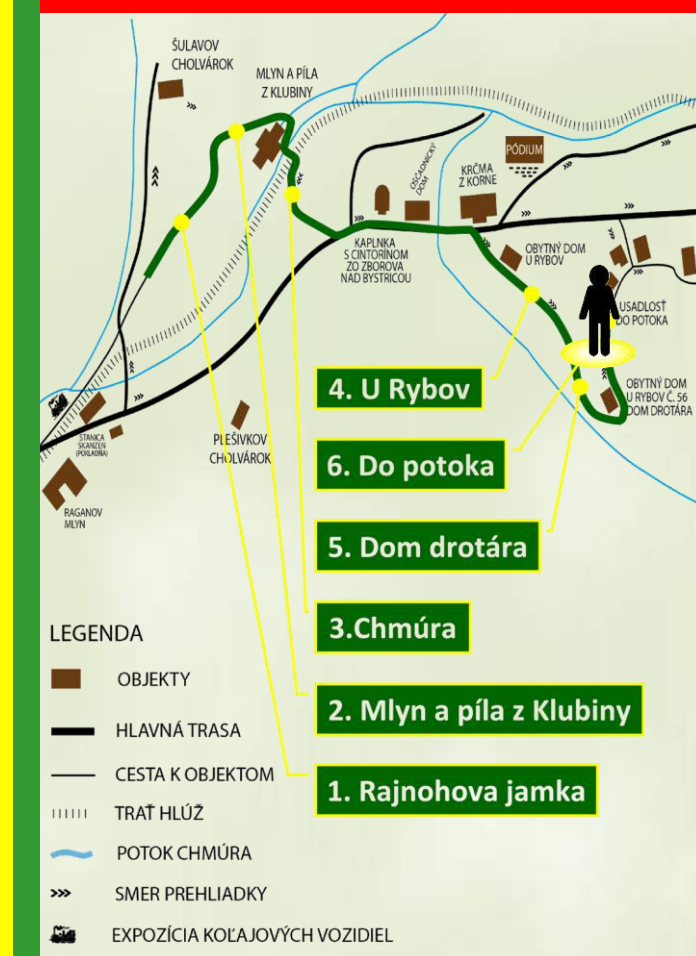 ŠULAVOV
CHOLVÁROK
MLYN A PÍLA
Z KLUBINY
OŠČADNICKÝ
DOM
KRČMA
Z KORNE
PÓDIUM
KAPLNKA
S CINTORÍNOM
ZO ZBOROVA
NAD BYSTRICOU
OBYTNÝ DOM
U RYBOV
USADLOSŤ
DO POTOKA
OBYTNÝ DOM
U RYBOV Č. 56
DOM DROTÁRA
STANICA
SKANZEN
(POKLADŇA)
PLEŠIVKOV
CHOLVÁROK
RAGANOV
MLYN
4. U Rybov
6. Do potoka
5. Dom drotára
3.Chmúra
2. Mlyn a píla z Klubiny
1. Rajnohova jamka
LEGENDA
OBJEKTY
HLAVNÁ TRASA
CESTA K OBJEKTOM
TRAŤ HĽÚŽ
POTOK CHMÚRA
SMER PREHLIADKY
EXPOZÍCIA KOĽAJOVÝCH VOZIDIEL